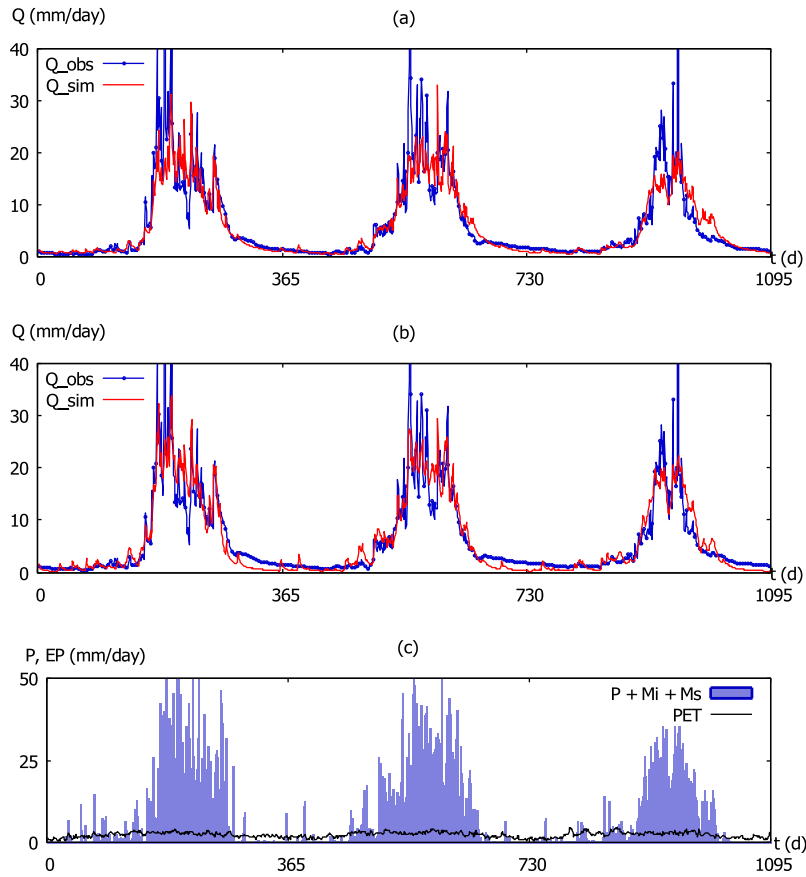 Q (mm/day)
(a)
40
Q_obs
Q_sim
30
20
10
0
t (d)
0
365
730
1095
Q (mm/day)
(b)
40
Q_obs
Q_sim
30
20
10
0
t (d)
0
365
730
1095
P, EP (mm/day)
(c)
50
P + Mi + Ms
PET
25
0
t (d)
0
365
730
1095